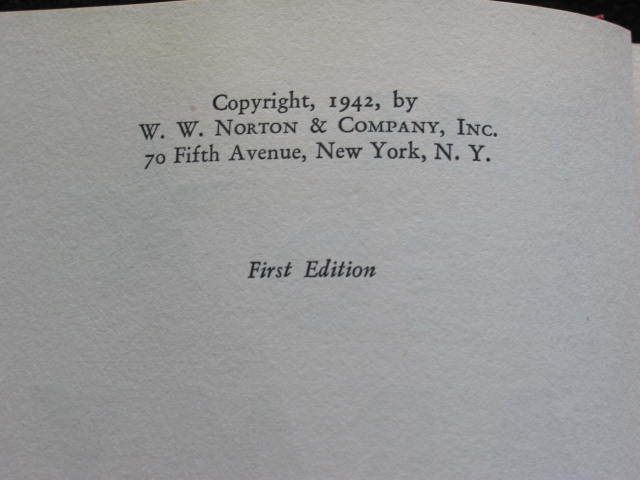 Copyright, 1942, by
W. W. NORTON & COMPANY, INC.
70 Fifth Avenue, New York, N. Y.
First Edition